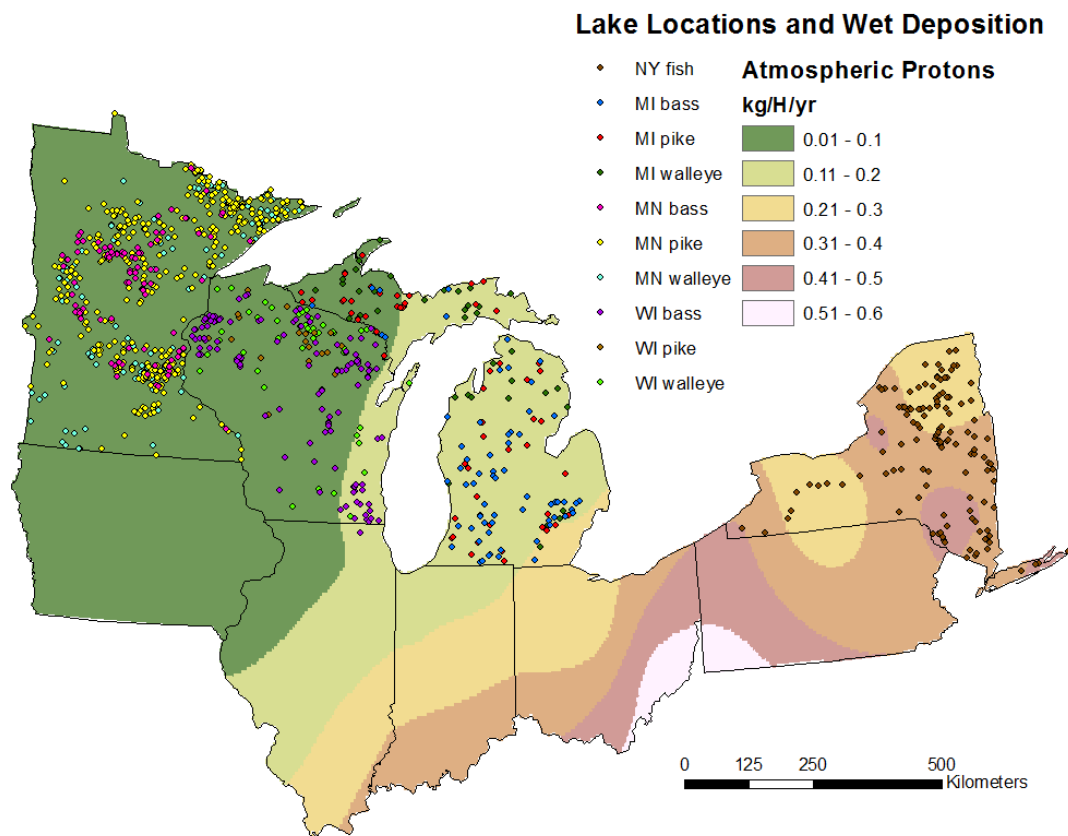 Lake Locations and Wet Deposition
NY fish
MI bass
MI pike
MI walleye
MN bass
MN pike
MN walleye
WI bass
WI pike
WI walleye
Atmospheric Protons
kg/H/yr
0.01 - 0.1
0.11 - 0.2
0.21 - 0.3
0.31 - 0.4
0.41 - 0.5
0.51 - 0.6
0 125 250 500
Kilometers